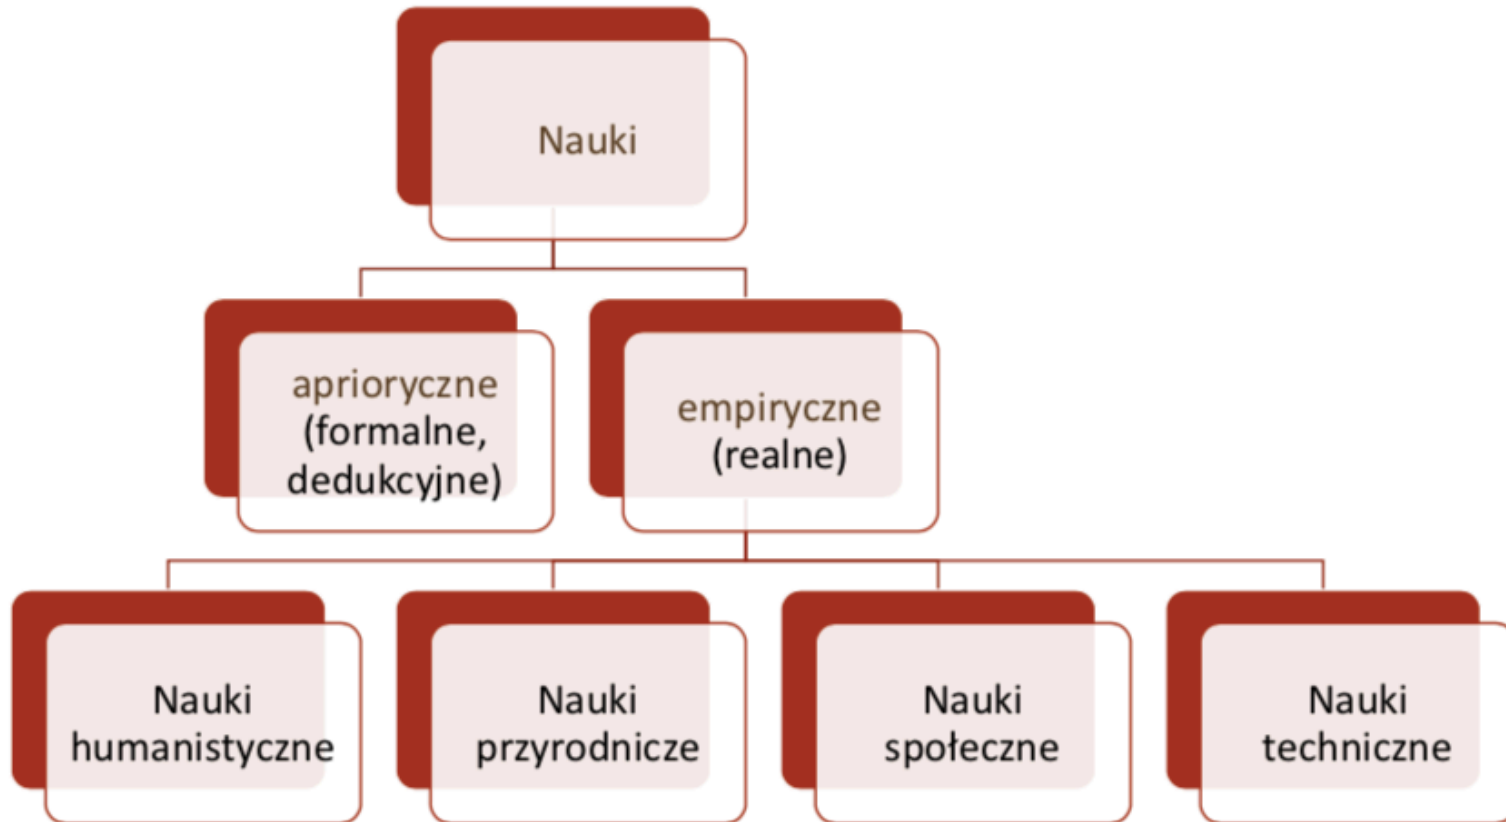 Nauki
aprioryczne
(formalne,
dedukcyjne)
empiryczne
(realne)
Nauki
humanistyczne
Nauki
przyrodnicze
Nauki
społeczne
Nauki
techniczne